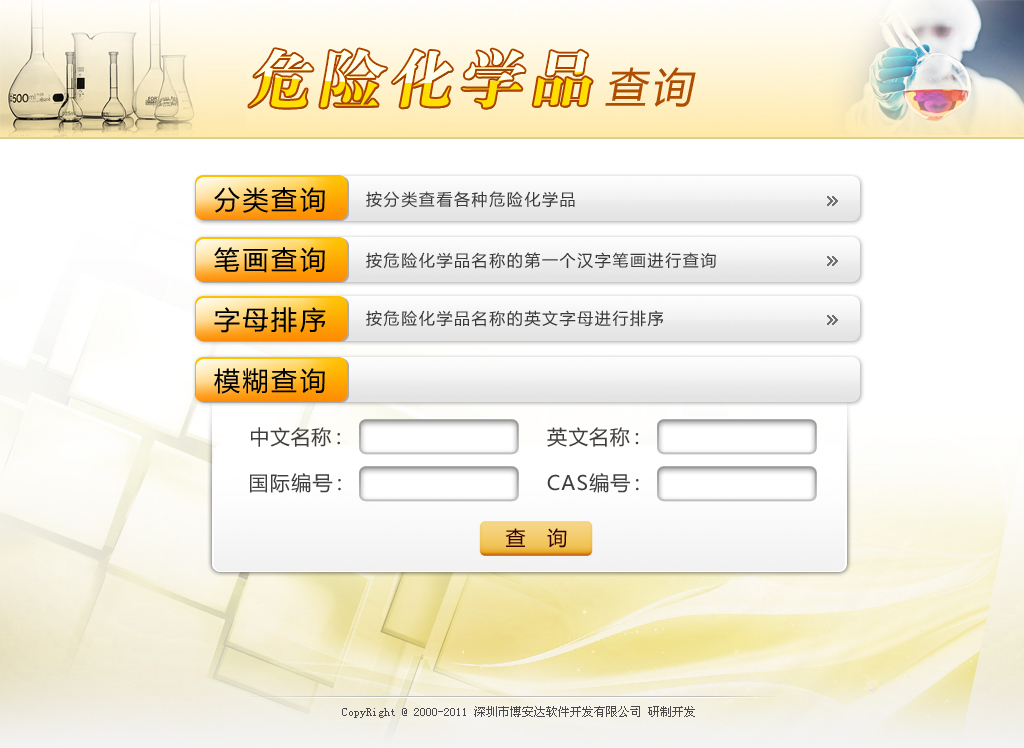 危险化学品 查询
500ml
分类查询 按分类查看各种危险化学品 »
笔画查询 按危险化学品名称的第一个汉字笔画进行查询 »
字母排序 按危险化学品名称的英文字母进行排序 »
模糊查询
中文名称： 英文名称：
国际编号： CAS编号：
查 询
CopyRight @ 2000-2011 深圳市博安达软件开发有限公司 研制开发